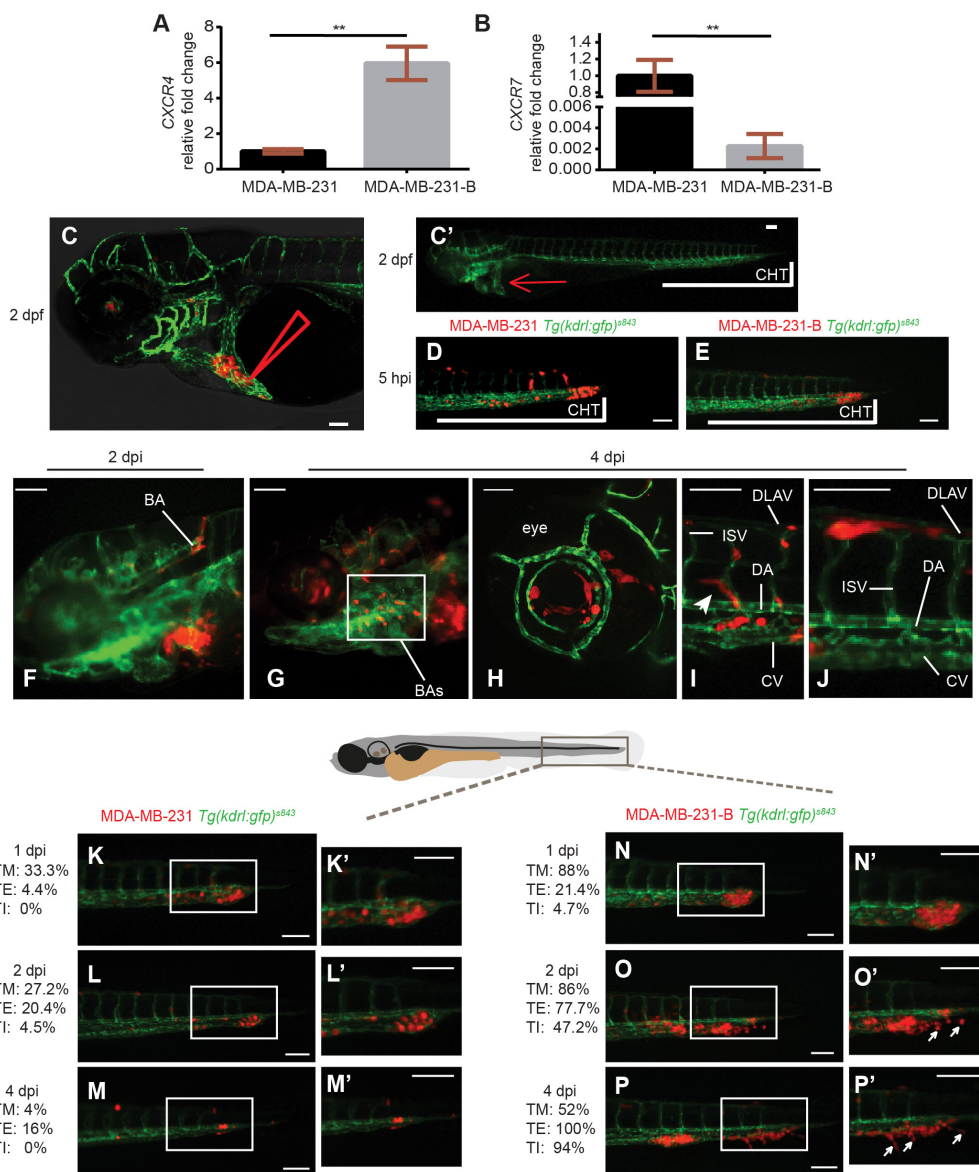 A
CXCR4
relative fold change
8
6
4
2
0
**
MDA-MB-231
MDA-MB-231-B
B
CXCR7
relative fold change
1.4
1.2
1.0
0.8
0.006
0.004
0.002
0.000
**
MDA-MB-231
MDA-MB-231-B
2 dpf
C
2 dpf
C'
CHT
MDA-MB-231 Tg(kdrl:gfp)s843
MDA-MB-231-B Tg(kdrl:gfp)s843
5 hpi
D
CHT
E
CHT
2 dpi
4 dpi
BA
F
G
BAs
eye
H
DLAV
ISV
DA
I
CV
DLAV
ISV
DA
J
CV
MDA-MB-231 Tg(kdrl:gfp)s843
MDA-MB-231-B Tg(kdrl:gfp)s843
1 dpi
TM: 33.3%
TE: 4.4%
TI: 0%
K
K'
2 dpi
TM: 27.2%
TE: 20.4%
TI: 4.5%
L
L'
4 dpi
TM: 4%
TE: 16%
TI: 0%
M
M'
1 dpi
TM: 88%
TE: 21.4%
TI: 4.7%
N
N'
2 dpi
TM: 86%
TE: 77.7%
TI: 47.2%
O
O'
4 dpi
TM: 52%
TE: 100%
TI: 94%
P
P'